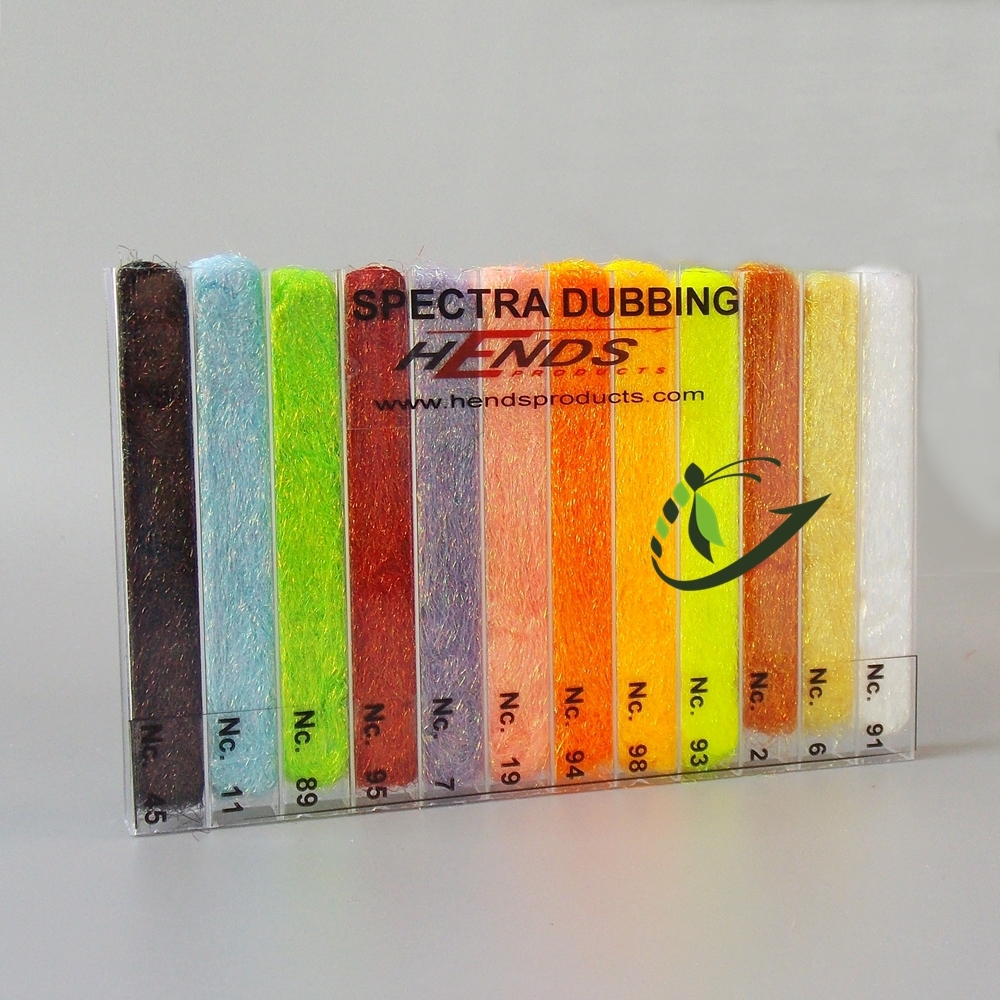 SPECTRA DUBBING
HENDS
PRODUCTS
www.hendsproducts.com
Nc. 45
Nc. 11
Nc. 89
Nc. 95
Nc. 7
Nc. 19
Nc. 94
Nc. 98
Nc. 93
Nc. 2
Nc. 6
Nc. 91